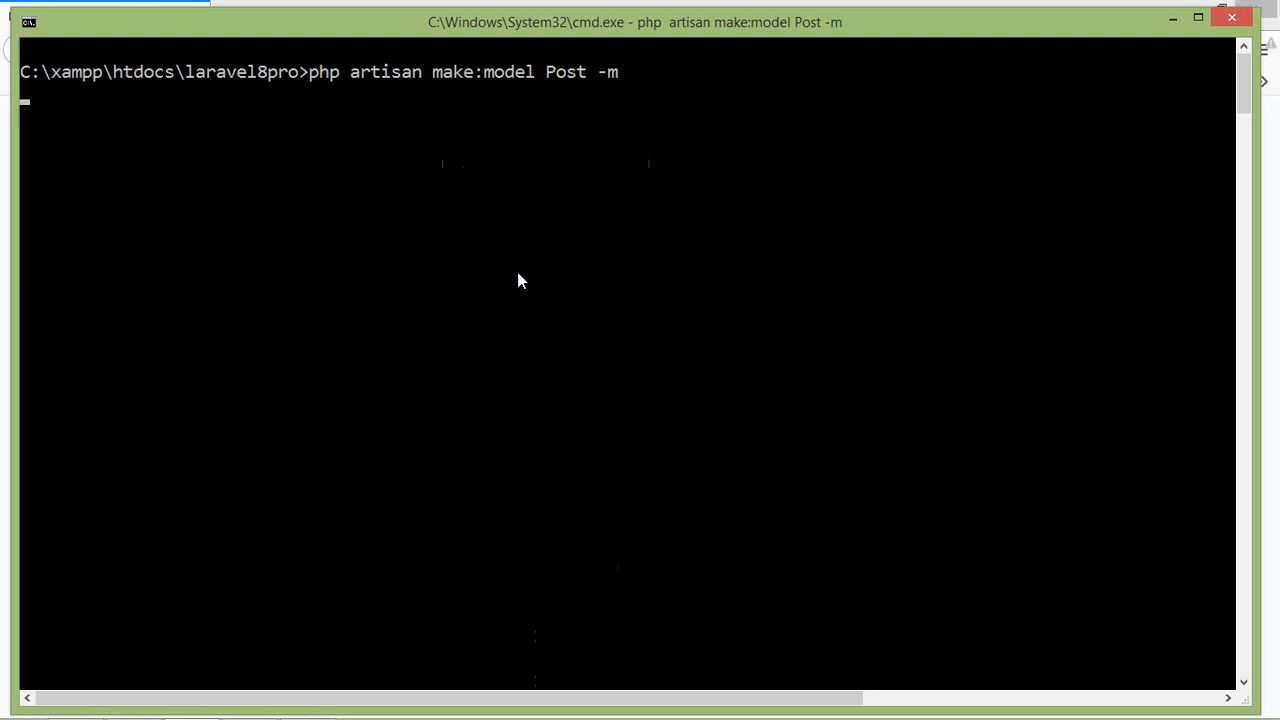 C:\Windows\System32\cmd.exe - php  artisan make:model Post -m
C:\xampp\htdocs\laravel8pro>php artisan make:model Post -m